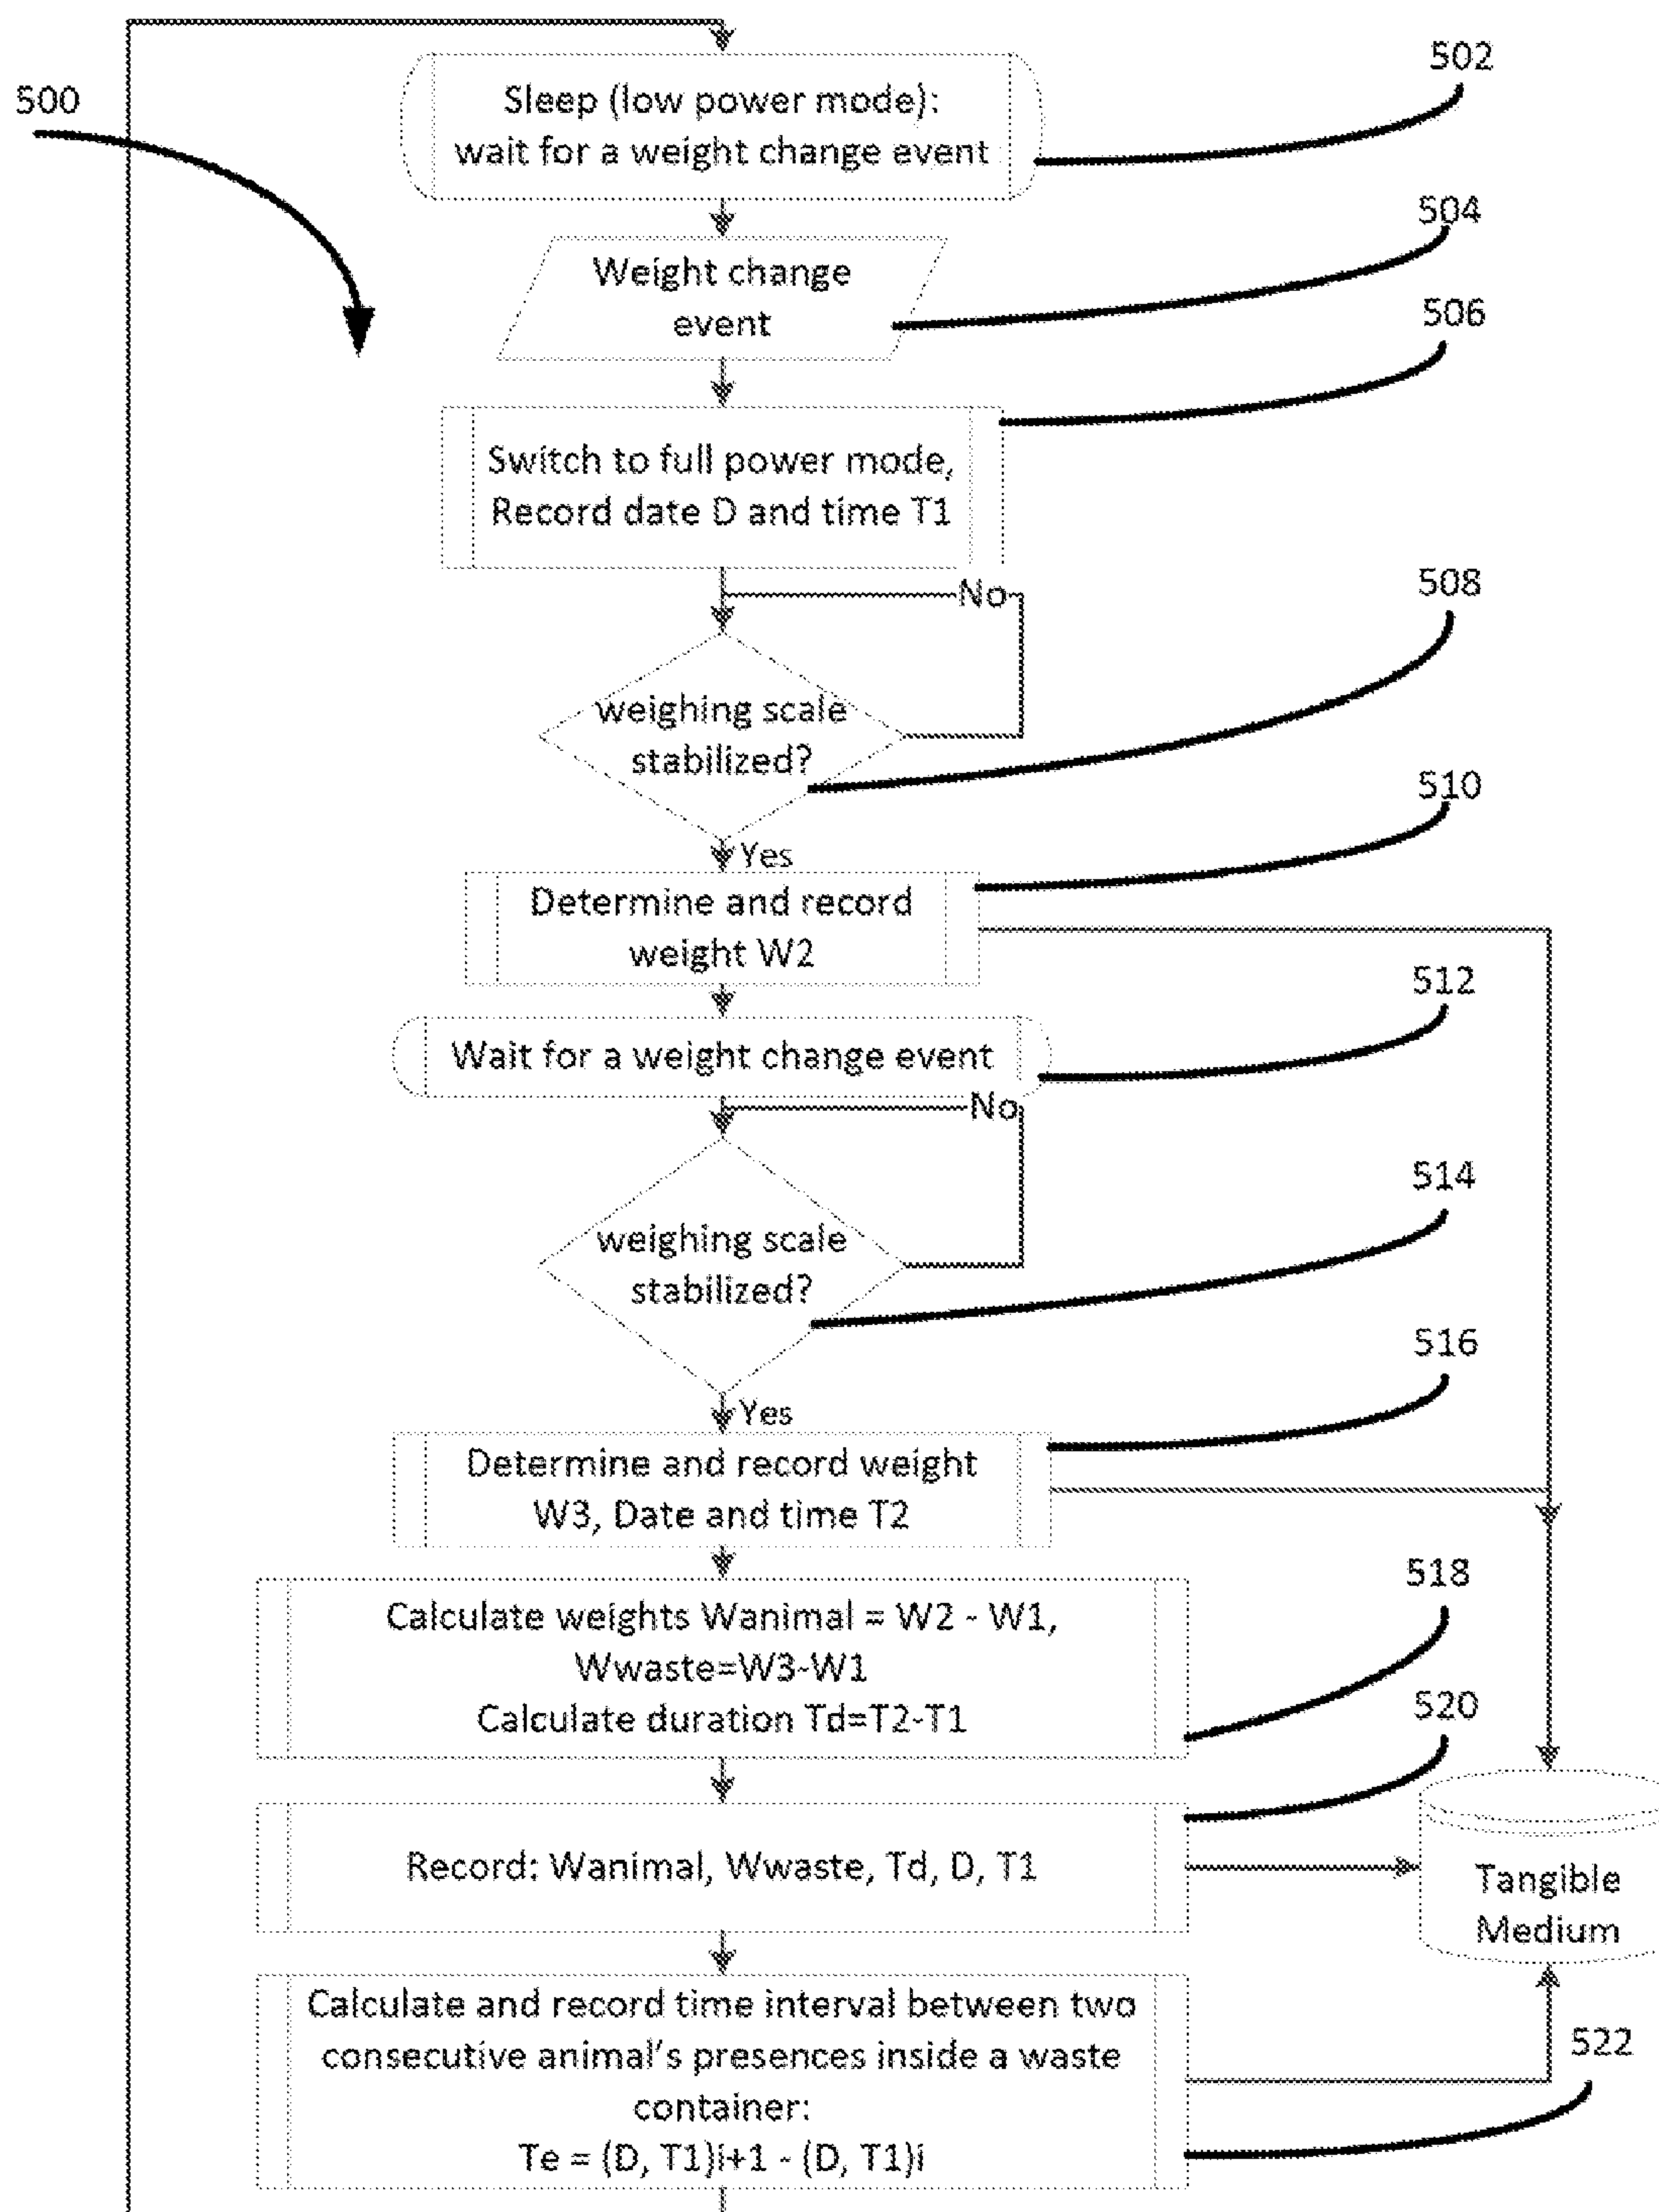 500
502
Sleep (low power mode):
wait for a weight change event
504
Weight change
event
506
Switch to full power mode,
Record date D and time T1
No
508
weighing scale
stabilized?
510
Yes
Determine and record
weight W2
512
Wait for a weight change event
No
514
weighing scale
stabilized?
516
Yes
Determine and record weight
W3, Date and time T2
518
Calculate weights Wanimal = W2 - W1,
Wwaste=W3-W1
Calculate duration Td=T2-T1
520
Record: Wanimal, Wwaste, Td, D, T1
Tangible
Medium
Calculate and record time interval between two
consecutive animal's presences inside a waste
container:
Te = (D, T1)i+1 - (D, T1)i
522